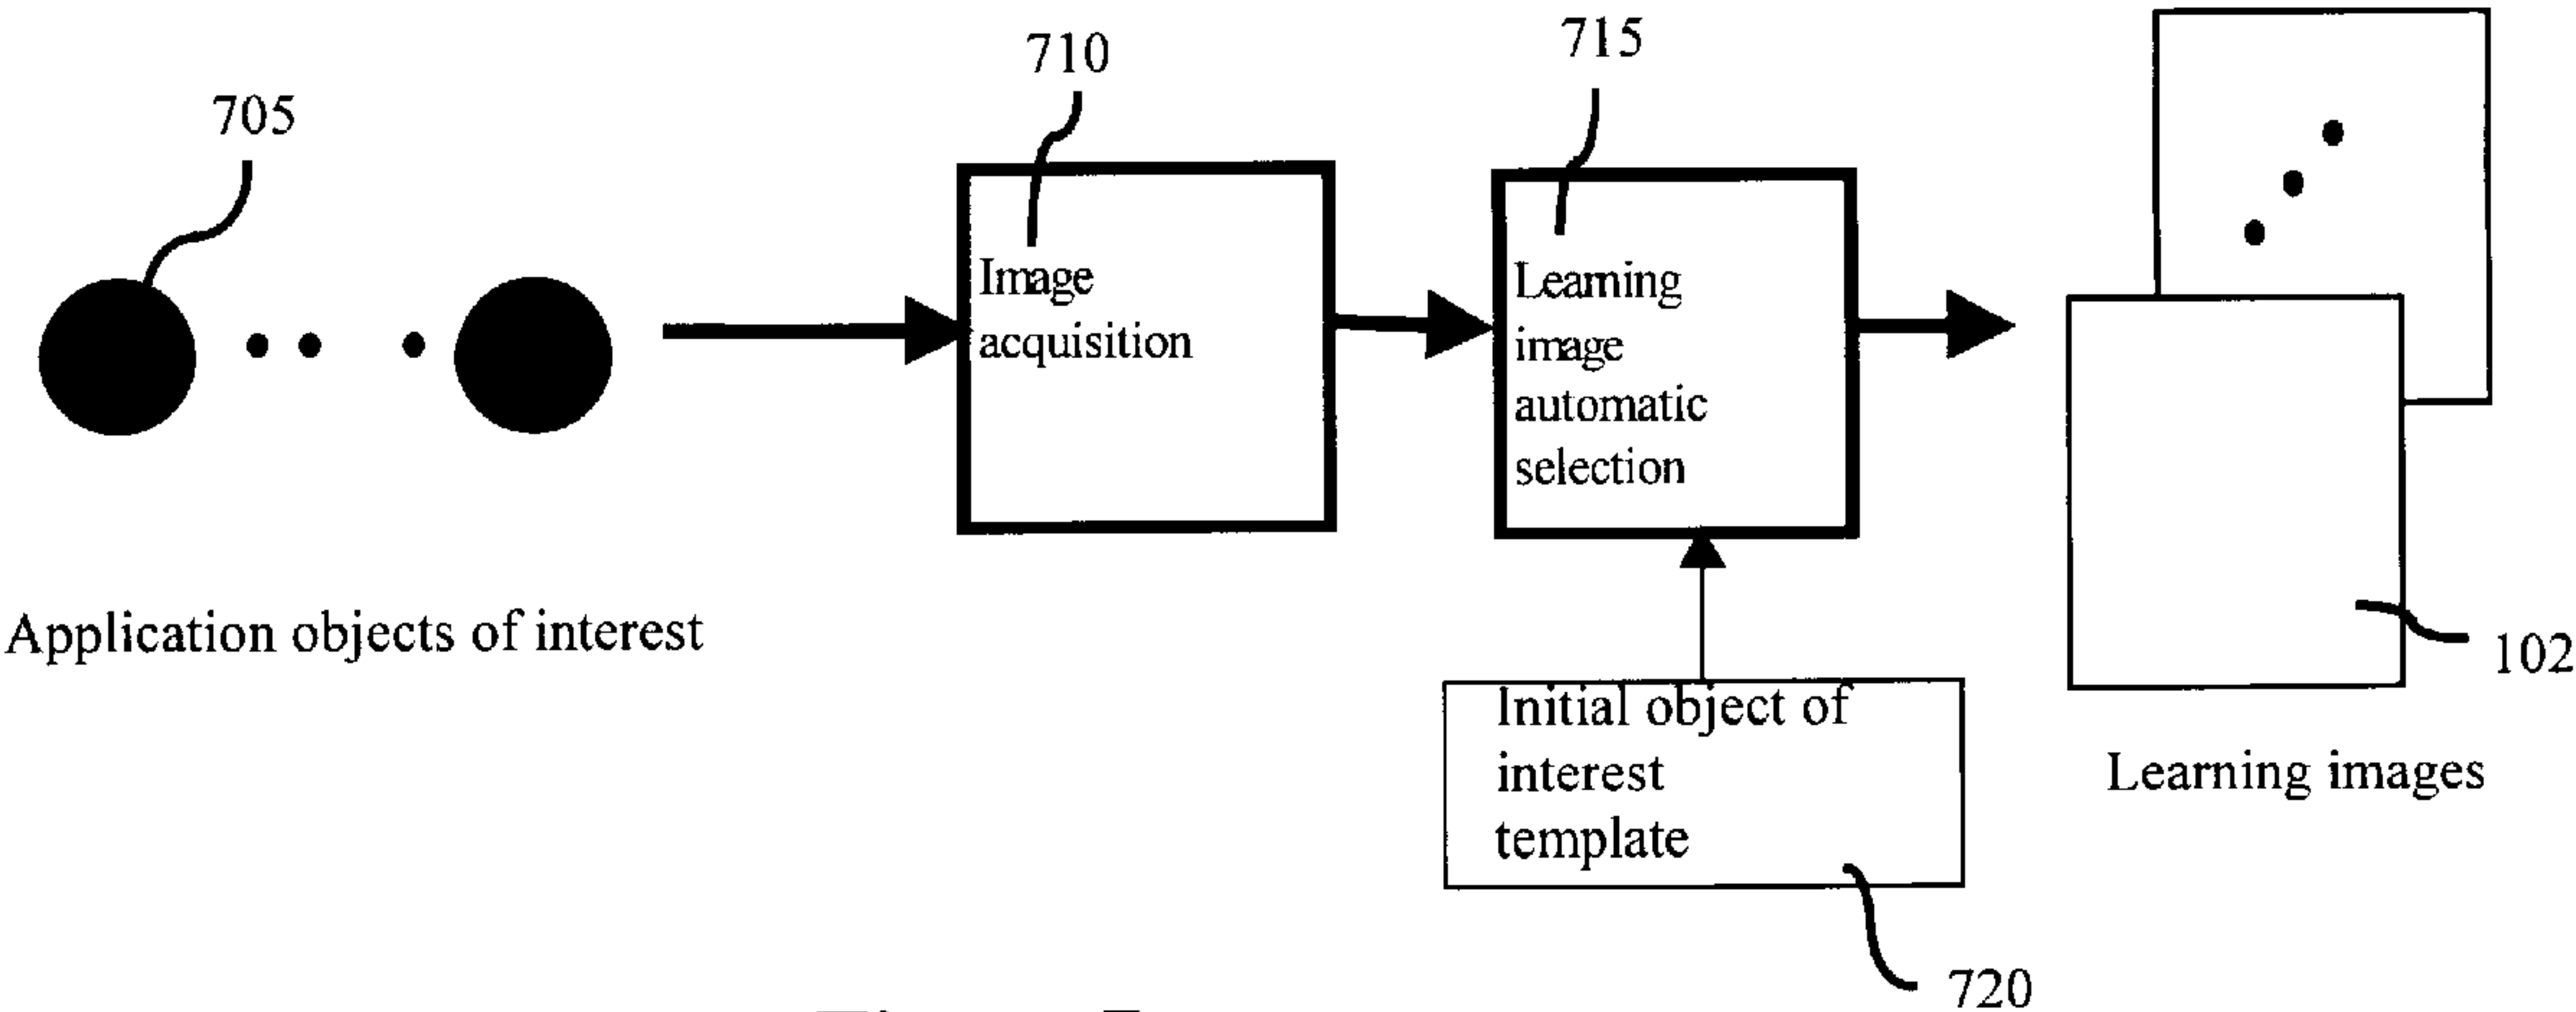 705
710
715
Image
acquisition
Learning
image
automatic
selection
Application objects of interest
102
Initial object of
interest
template
Learning images
720